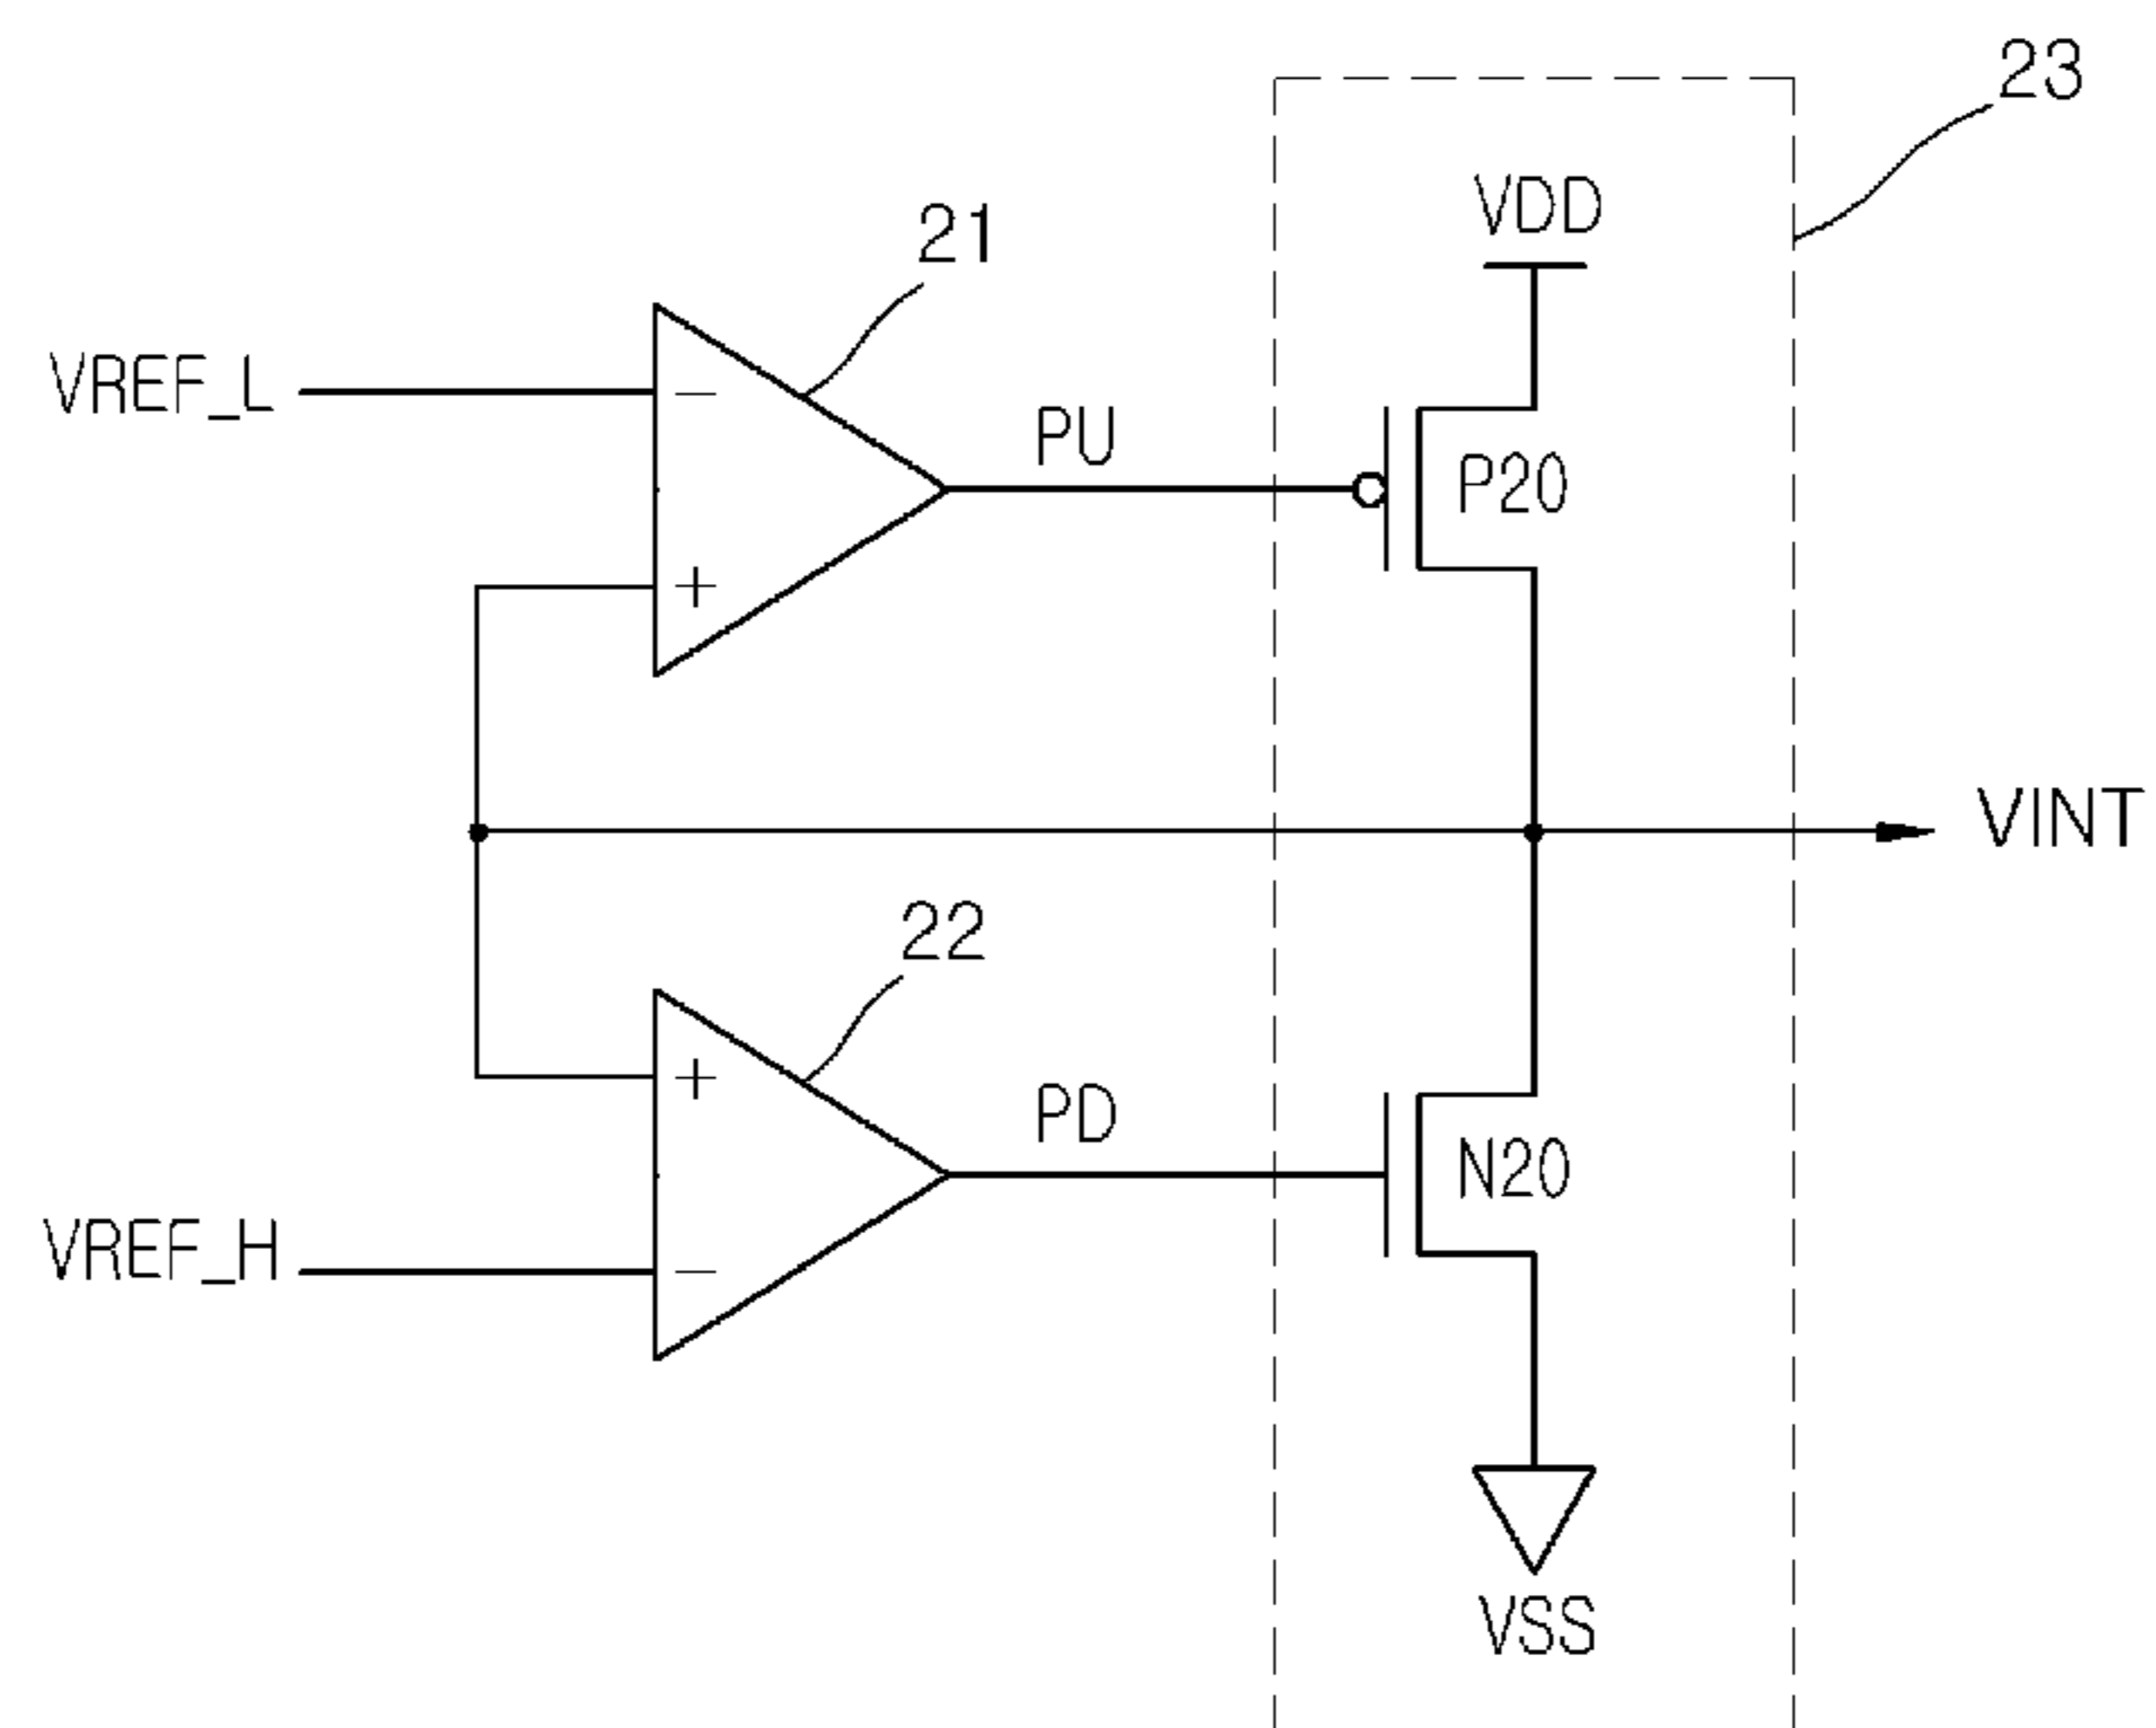 23
VDD
21
VREF_L
−
PU
P20
+
VINT
22
+
PD
N20
VREF_H
−
VSS